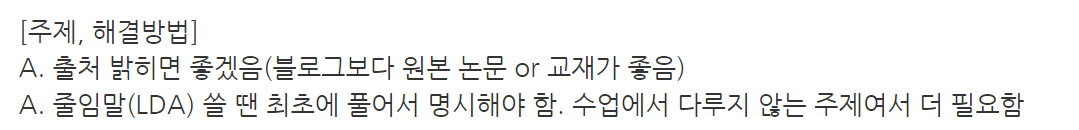 [주제, 해결방법]
A. 출처 밝히면 좋겠음(블로그보다 원본 논문 or 교재가 좋음)
A. 줄임말(LDA) 쓸 땐 최초에 풀어서 명시해야 함. 수업에서 다루지 않는 주제여서 더 필요함